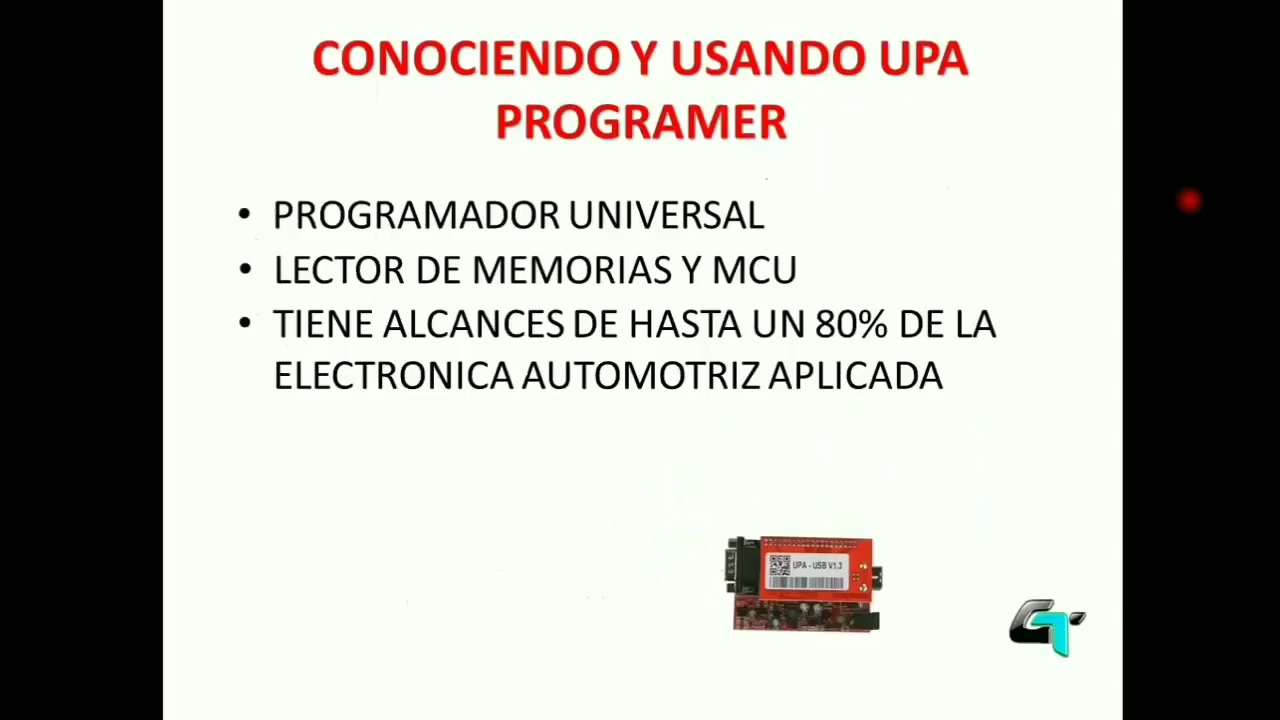 CONOCIENDO Y USANDO UPA
PROGRAMER
• PROGRAMADOR UNIVERSAL
• LECTOR DE MEMORIAS Y MCU
• TIENE ALCANCES DE HASTA UN 80% DE LA
ELECTRONICA AUTOMOTRIZ APLICADA
UPA - USB V1.3
GT